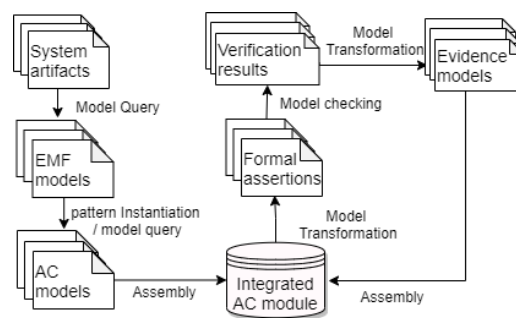 System
artifacts
Model Query
EMF
models
pattern Instantiation
/ model query
AC
models
Assembly
Integrated
AC module
Model
Transformation
Formal
assertions
Model checking
Verification
results
Model
Transformation
Evidence
models
Assembly